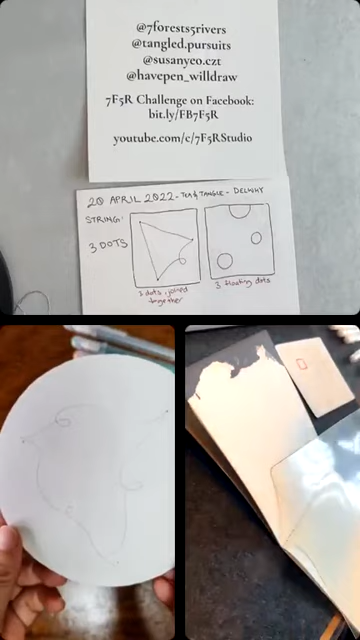 @7forests5rivers
@tangled.pursuits
@susanyeo.czt
@havepen_willdraw
7F5R Challenge on Facebook:
bit.ly/FB7F5R
youtube.com/c/7F5RStudio
20 APRIL 2022 - TEA & TANGLE - DELWHY
STRING:
3 DOTS
3 dots, joined
together
3 floating dots